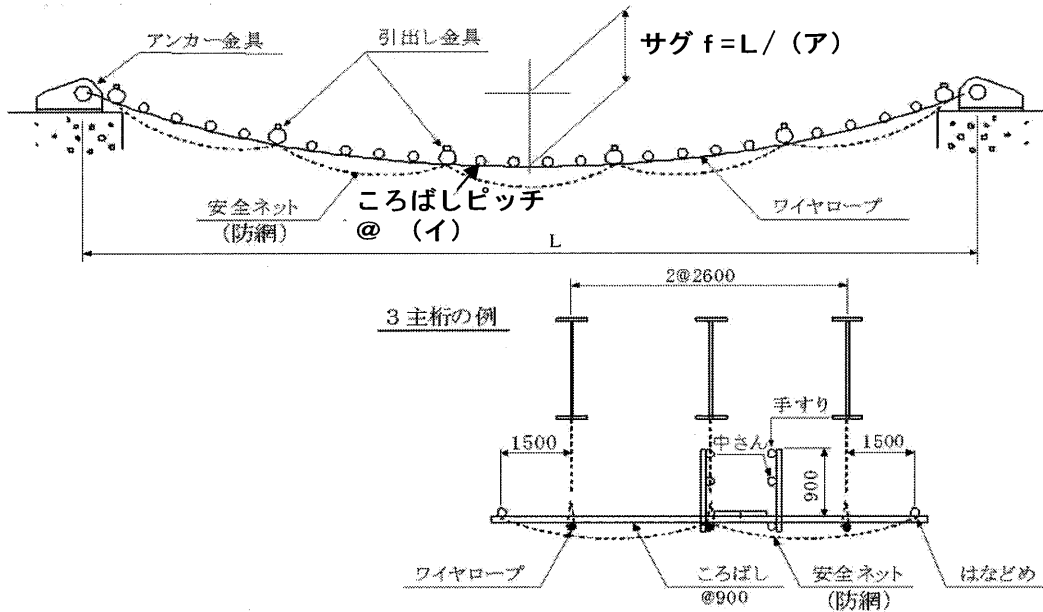 アンカー金具
引出し金具
サグ f=L/（ア）
安全ネット
(防網)
ころばしピッチ
@ （イ）
ワイヤロープ
L
2@2600
3主桁の例
手すり
1500
中さん
1500
900
ワイヤロープ
ころばし
@900
安全ネット
(防網)
はなどめ